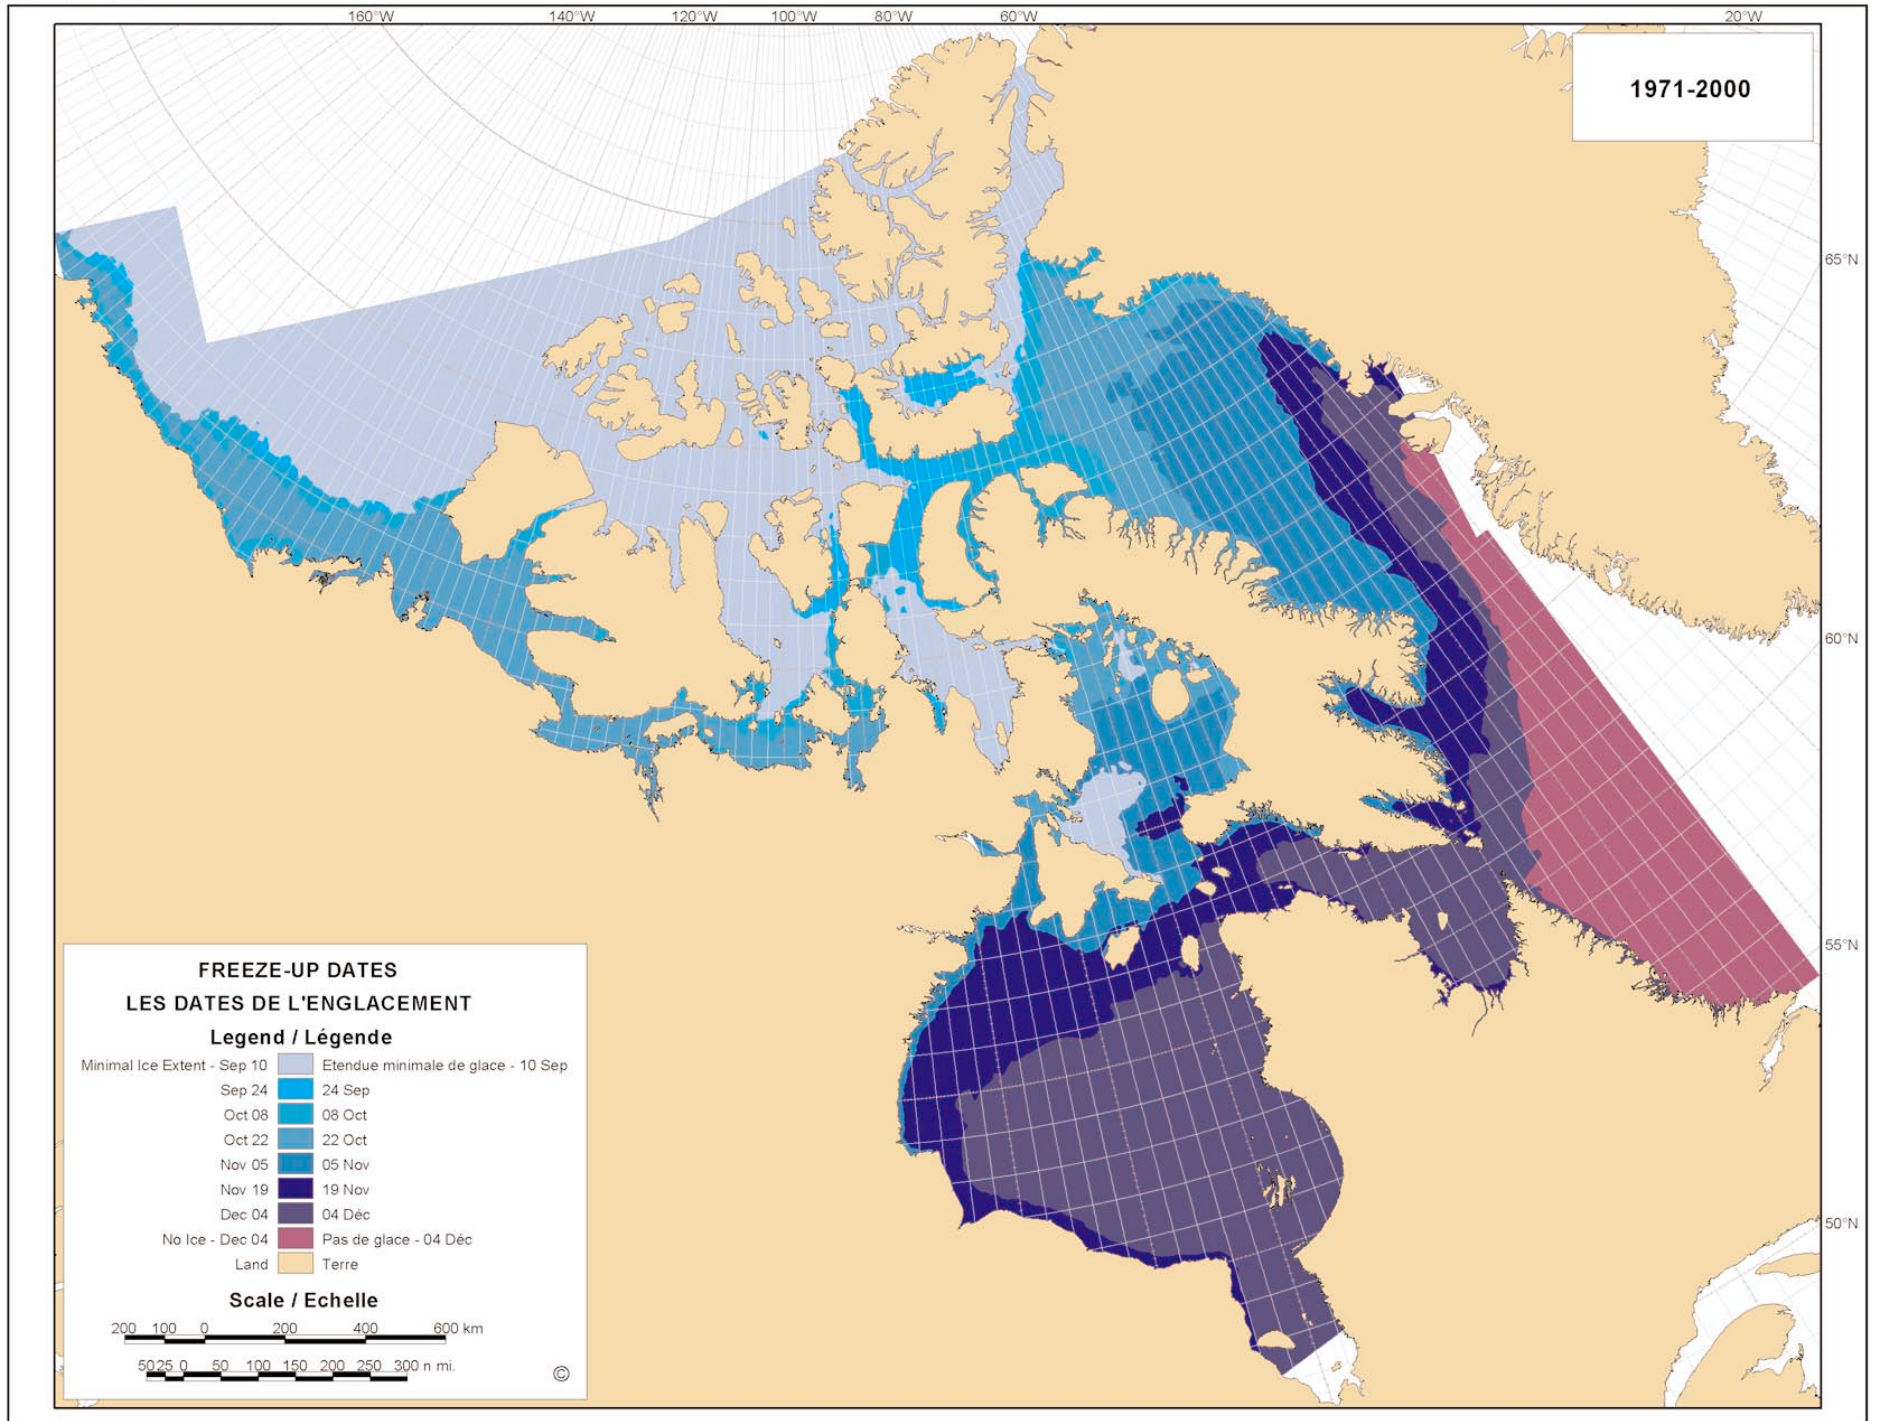 160°W 140°W 120°W 100°W 80°W 60°W 20°W
1971-2000
65°N
60°N
55°N
50°N
FREEZE-UP DATES
LES DATES DE L'ENGLACEMENT
Legend / Légende
Minimal Ice Extent - Sep 10 Etendue minimale de glace - 10 Sep
Sep 24 24 Sep
Oct 08 08 Oct
Oct 22 22 Oct
Nov 05 05 Nov
Nov 19 19 Nov
Dec 04 04 Déc
No Ice - Dec 04 Pas de glace - 04 Déc
Land Terre
Scale / Echelle
200 100 0 200 400 600 km
50 25 0 50 100 150 200 250 300 n mi.
©